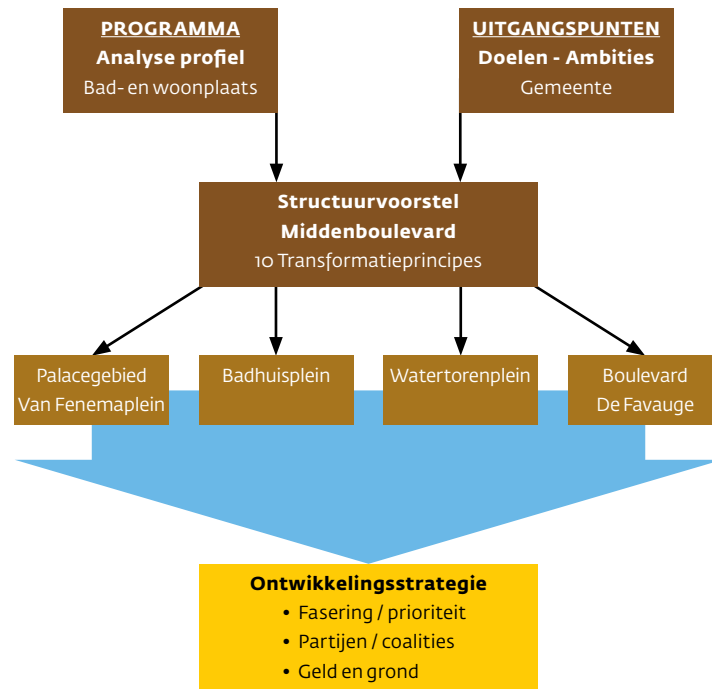 PROGRAMMA
Analyse profiel
Bad- en woonplaats
UITGANGSPUNTEN
Doelen - Ambities
Gemeente
Structuurvoorstel
Middenboulevard
10 Transformatieprincipes
Palacegebied
Van Fenemaplein
Badhuisplein
Watertorenplein
Boulevard
De Favauge
Ontwikkelingsstrategie
• Fasering / prioriteit
• Partijen / coalities
• Geld en grond